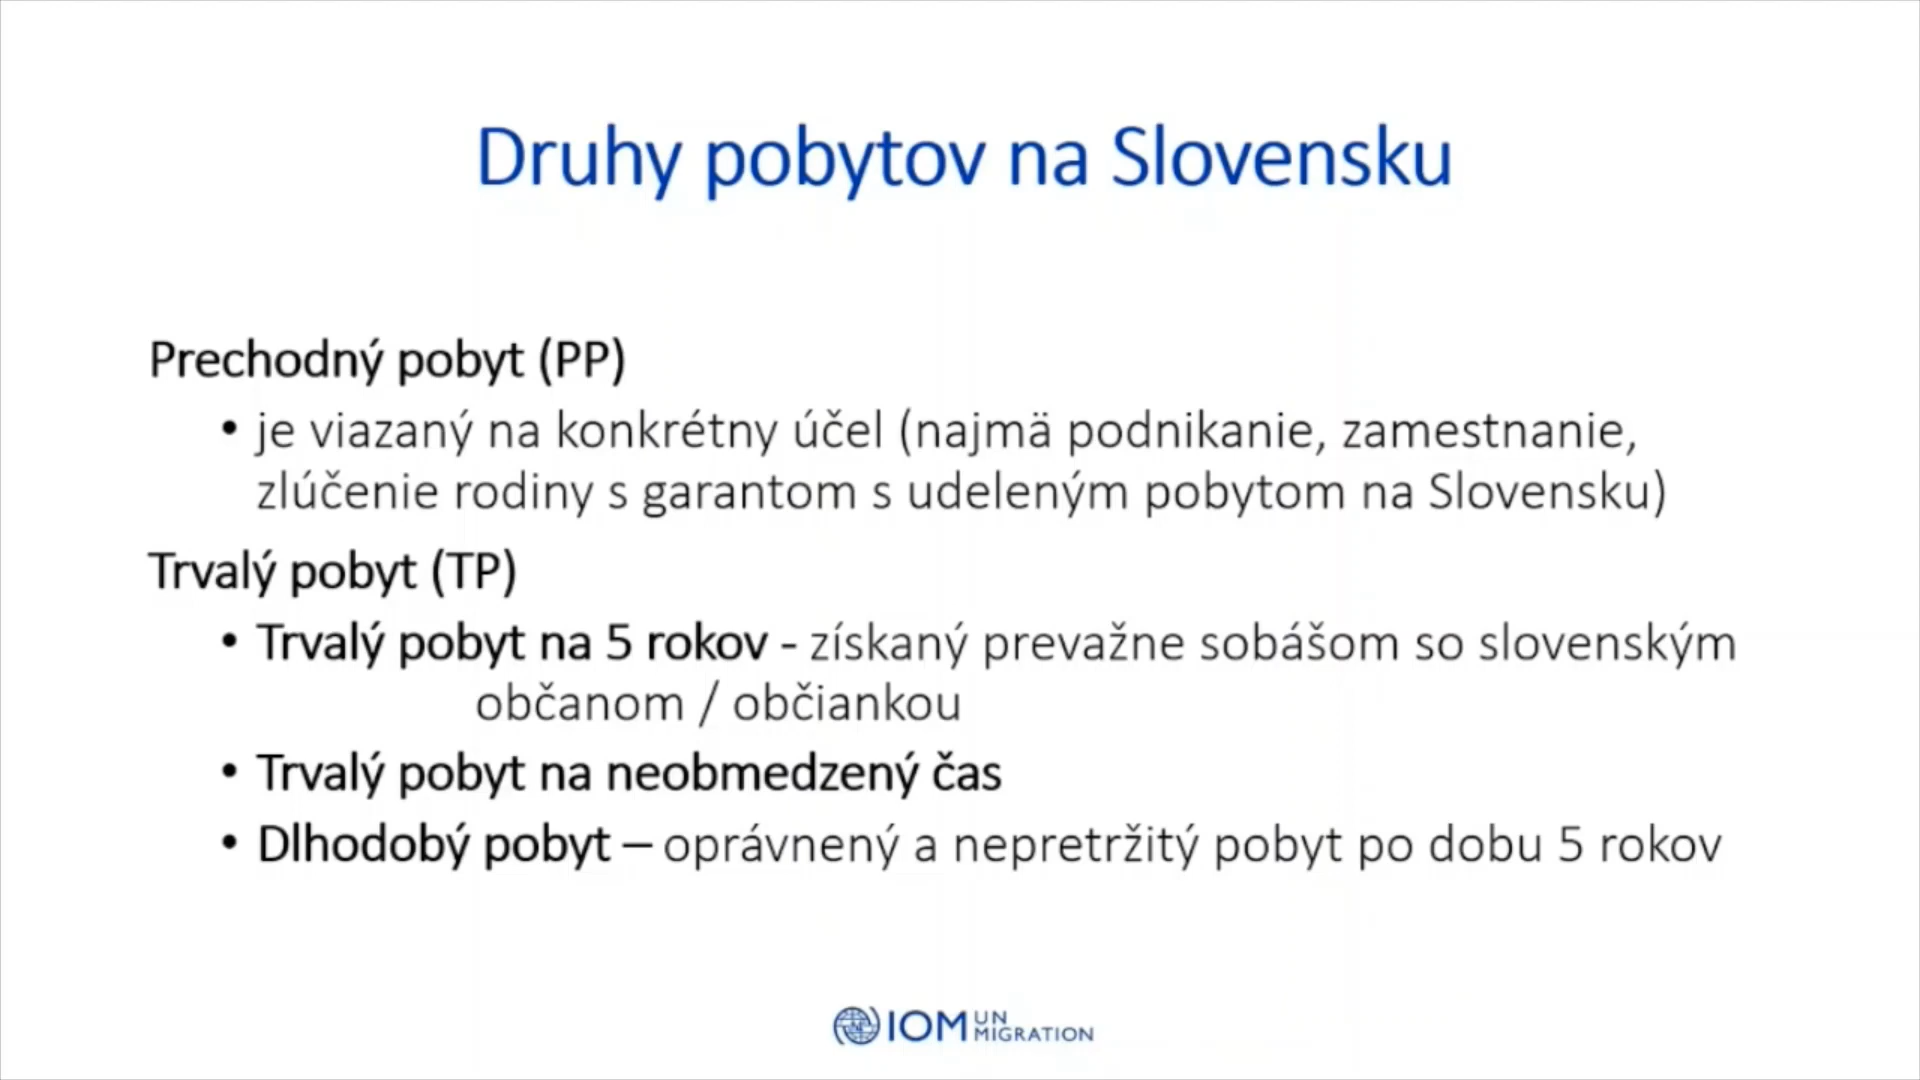 Druhy pobytov na Slovensku
Prechodný pobyt (PP)
• je viazaný na konkrétny účel (najmä podnikanie, zamestnanie,
zlúčenie rodiny s garantom s udeleným pobytom na Slovensku)
Trvalý pobyt (TP)
• Trvalý pobyt na 5 rokov - získaný prevažne sobášom so slovenským
občanom / občiankou
• Trvalý pobyt na neobmedzený čas
• Dlhodobý pobyt – oprávnený a nepretržitý pobyt po dobu 5 rokov
IOM UN
MIGRATION